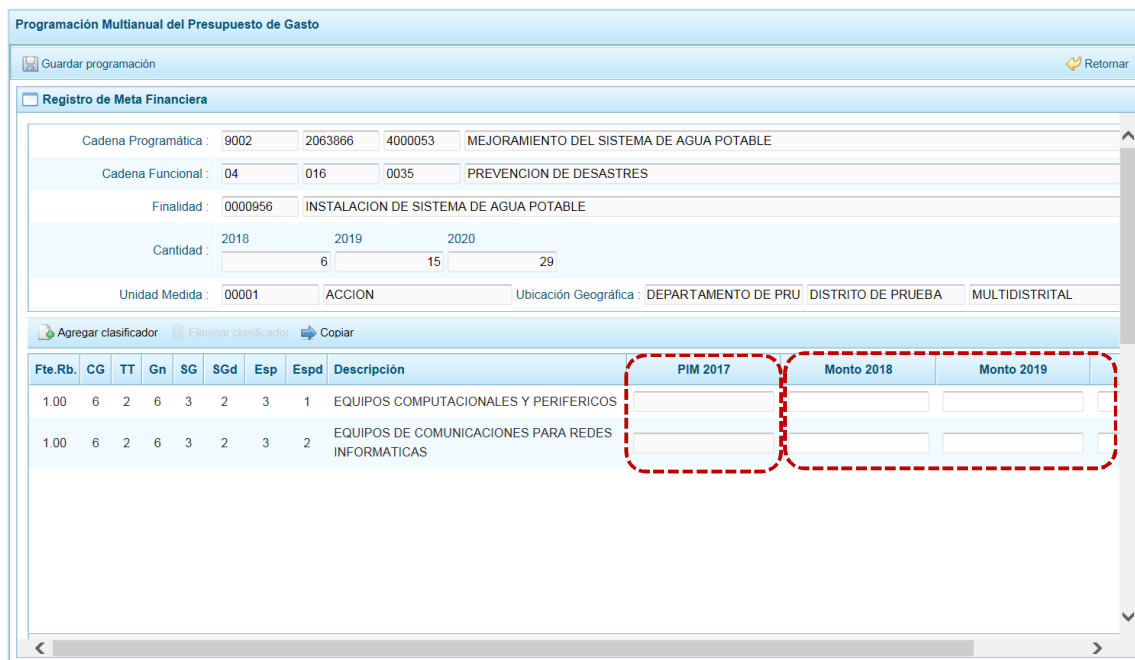 Programación Multianual del Presupuesto de Gasto
Guardar programación Retornar
Registro de Meta Financiera
Cadena Programática : 9002 2063866 4000053 MEJORAMIENTO DEL SISTEMA DE AGUA POTABLE
Cadena Funcional : 04 016 0035 PREVENCION DE DESASTRES
Finalidad : 0000956 INSTALACION DE SISTEMA DE AGUA POTABLE
2018 2019 2020
Cantidad : 6 15 29
Unidad Medida : 00001 ACCION Ubicación Geográfica : DEPARTAMENTO DE PRU DISTRITO DE PRUEBA MULTIDISTRITAL
Agregar clasificador Eliminar clasificador Copiar
Fte.Rb. CG TT Gn SG SGd Esp Espd Descripción PIM 2017 Monto 2018 Monto 2019
1.00 6 2 6 3 2 3 1 EQUIPOS COMPUTACIONALES Y PERIFERICOS
1.00 6 2 6 3 2 3 2 EQUIPOS DE COMUNICACIONES PARA REDES
INFORMATICAS